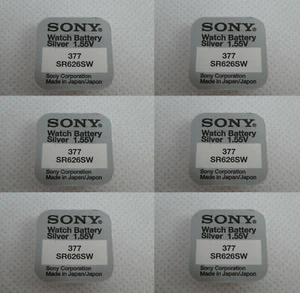 SONY SONY
Watch Battery Watch Battery
Silver 1.55V Silver 1.55V
377 377
SR626SW SR626SW
Sony Corporation Sony Corporation
Made in Japan/Japon Made in Japan/Japon
SONY SONY
Watch Battery Watch Battery
Silver 1.55V Silver 1.55V
377 377
SR626SW SR626SW
Sony Corporation Sony Corporation
Made in Japan/Japon Made in Japan/Japon
SONY SONY
Watch Battery Watch Battery
Silver 1.55V Silver 1.55V
377 377
SR626SW SR626SW
Sony Corporation Sony Corporation
Made in Japan/Japon Made in Japan/Japon